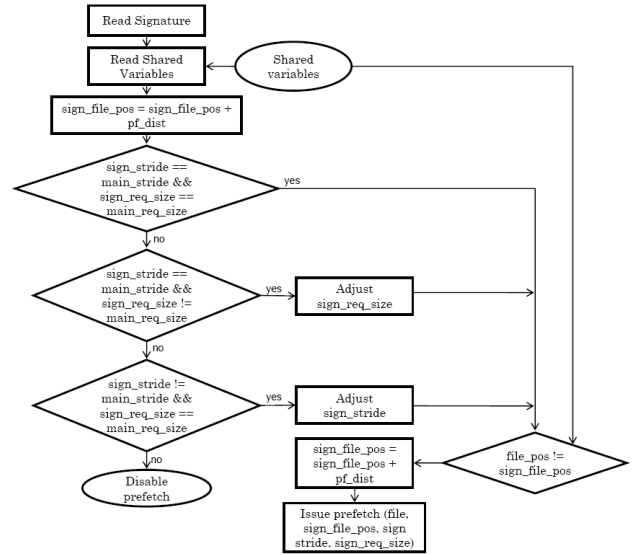 Read Signature
Read Shared
Variables
Shared
variables
sign_file_pos = sign_file_pos +
pf_dist
sign_stride ==
main_stride &&
sign_req_size ==
main_req_size
yes
no
sign_stride ==
main_stride &&
sign_req_size !=
main_req_size
yes
Adjust
sign_req_size
no
sign_stride !=
main_stride &&
sign_req_size ==
main_req_size
yes
Adjust
sign_stride
no
Disable
prefetch
file_pos !=
sign_file_pos
sign_file_pos =
sign_file_pos +
pf_dist
Issue prefetch (file,
sign_file_pos, sign
stride, sign_req_size)